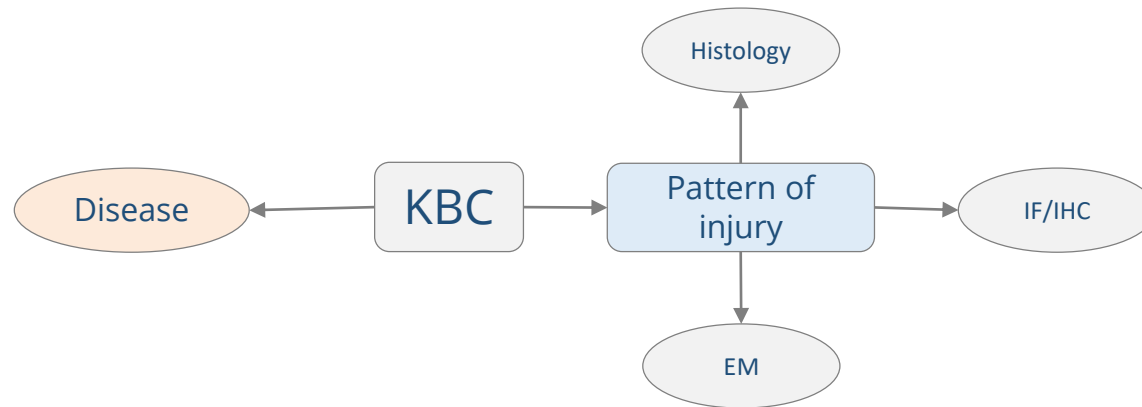 Histology
Disease
KBC
Pattern of
injury
IF/IHC
EM